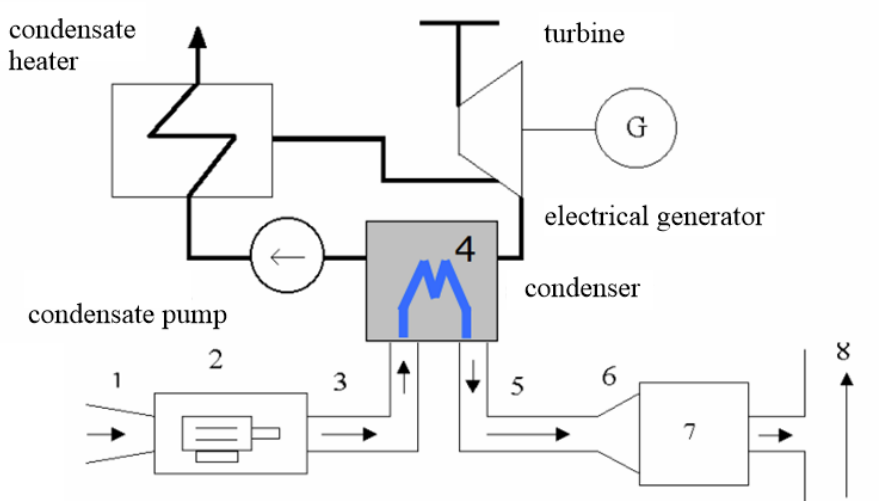 condensate
heater
turbine
G
electrical generator
4
condenser
condensate pump
1
2
3
5
6
7
8